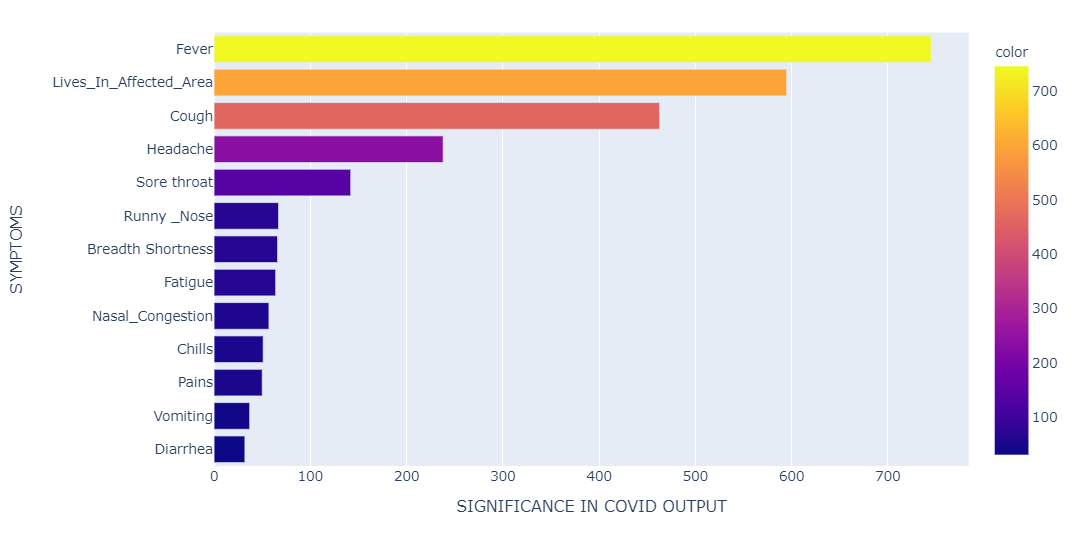 color
Fever
Lives_In_Affected_Area
Cough
Headache
Sore throat
Runny _Nose
Breadth Shortness
Fatigue
Nasal_Congestion
Chills
Pains
Vomiting
Diarrhea
SYMPTOMS
0 100 200 300 400 500 600 700
SIGNIFICANCE IN COVID OUTPUT
700
600
500
400
300
200
100